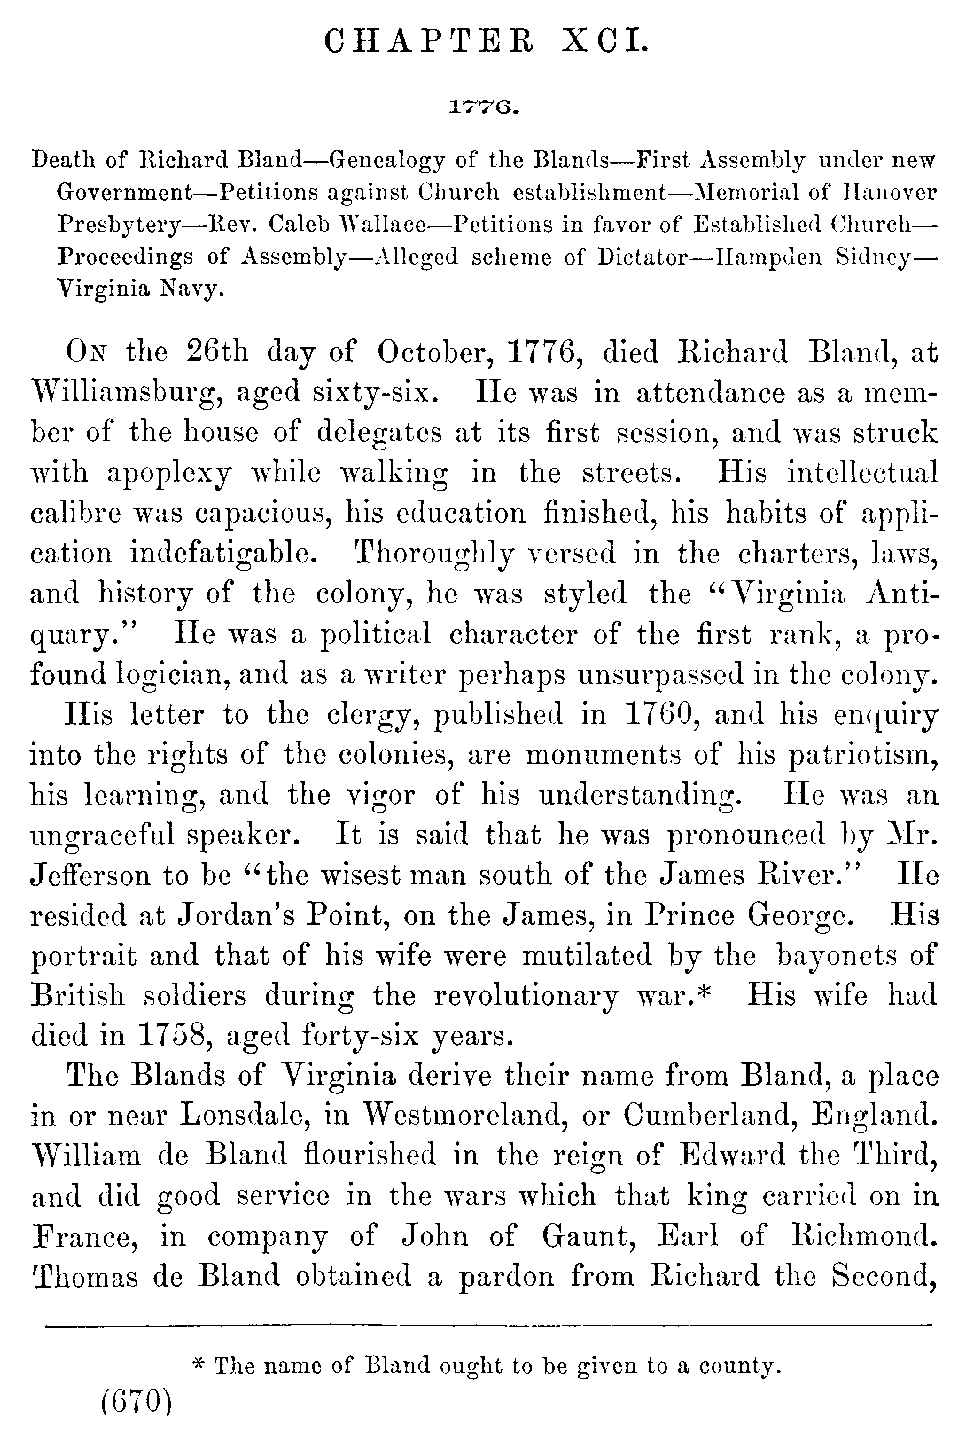 CHAPTER XCI.
1776.
Death of Richard Bland—Genealogy of the Blands—First Assembly under new
Government—Petitions against Church establishment—Memorial of Hanover
Presbytery—Rev. Caleb Wallace—Petitions in favor of Established Church—
Proceedings of Assembly—Alleged scheme of Dictator—Hampden Sidney—
Virginia Navy.
On the 26th day of October, 1776, died Richard Bland, at
Williamsburg, aged sixty-six. He was in attendance as a mem-
ber of the house of delegates at its first session, and was struck
with apoplexy while walking in the streets. His intellectual
calibre was capacious, his education finished, his habits of appli-
cation indefatigable. Thoroughly versed in the charters, laws,
and history of the colony, he was styled the “Virginia Anti-
quary.” He was a political character of the first rank, a pro-
found logician, and as a writer perhaps unsurpassed in the colony.
His letter to the clergy, published in 1760, and his enquiry
into the rights of the colonies, are monuments of his patriotism,
his learning, and the vigor of his understanding. He was an
ungraceful speaker. It is said that he was pronounced by Mr.
Jefferson to be “the wisest man south of the James River.” He
resided at Jordan's Point, on the James, in Prince George. His
portrait and that of his wife were mutilated by the bayonets of
British soldiers during the revolutionary war.* His wife had
died in 1758, aged forty-six years.
The Blands of Virginia derive their name from Bland, a place
in or near Lonsdale, in Westmoreland, or Cumberland, England.
William de Bland flourished in the reign of Edward the Third,
and did good service in the wars which that king carried on in
France, in company of John of Gaunt, Earl of Richmond.
Thomas de Bland obtained a pardon from Richard the Second,
* The name of Bland ought to be given to a county.
(670)